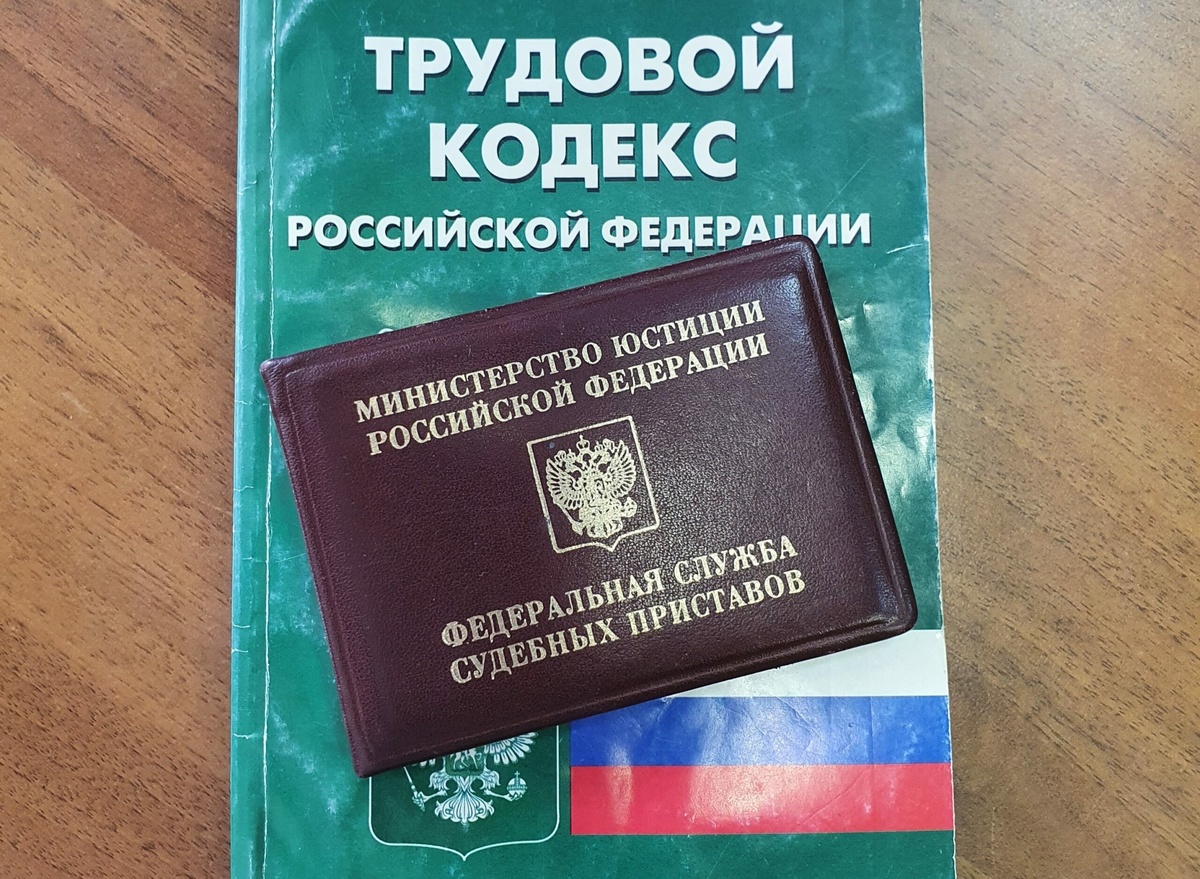 ТРУДОВОЙ
КОДЕКС
РОССИЙСКОЙ ФЕДЕРАЦИИ
МИНИСТЕРСТВО ЮСТИЦИИ
РОССИЙСКОЙ ФЕДЕРАЦИИ
ФЕДЕРАЛЬНАЯ СЛУЖБА
СУДЕБНЫХ ПРИСТАВОВ